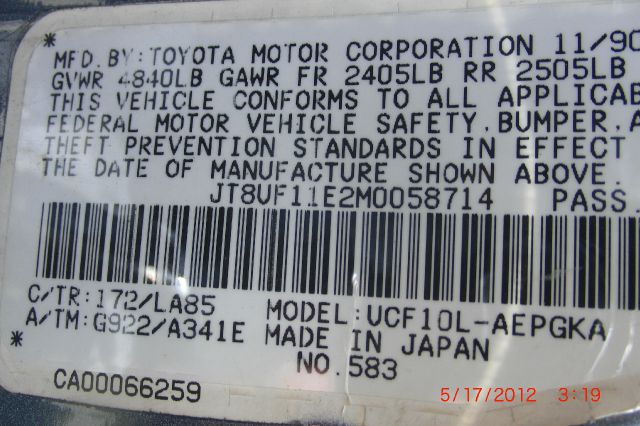 MFD. BY: TOYOTA MOTOR CORPORATION 11/90
GVWR 4840LB GAWR FR 2405LB RR 2505LB
THIS VEHICLE CONFORMS TO ALL APPLICAB
FEDERAL MOTOR VEHICLE SAFETY, BUMPER, A
THEFT PREVENTION STANDARDS IN EFFECT
THE DATE OF MANUFACTURE SHOWN ABOVE.
JT8UF11E2M0058714 PASS.
C/TR: 172/LA85 MODEL: UCF10L-AEPGKA
A/TM: G922/A341E MADE IN JAPAN
NO. 583
CA00066259
5/17/2012 3:19